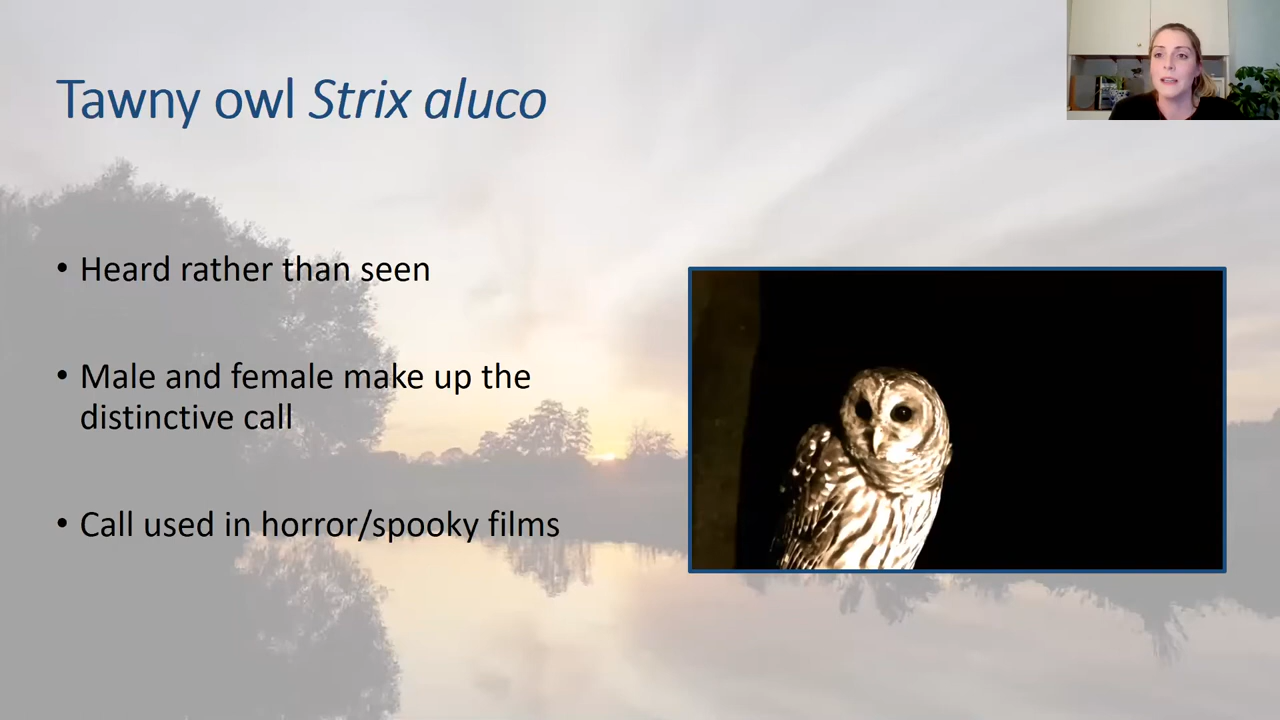 Tawny owl Strix aluco
• Heard rather than seen
• Male and female make up the
distinctive call
• Call used in horror/spooky films